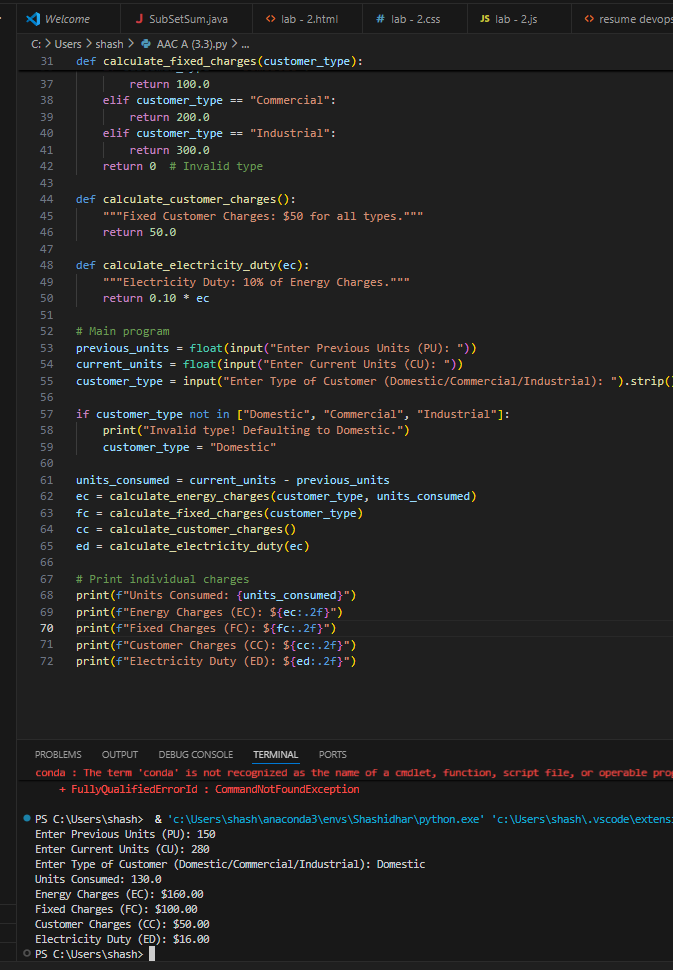 Welcome
J SubSetSum.java
<> lab - 2.html
# lab - 2.css
JS lab - 2.js
<> resume devops
C: > Users > shash > AAC A (3.3).py > ...
31 def calculate_fixed_charges(customer_type):
37 return 100.0
38 elif customer_type == "Commercial":
39 return 200.0
40 elif customer_type == "Industrial":
41 return 300.0
42 return 0 # Invalid type
43
44 def calculate_customer_charges():
45 """Fixed Customer Charges: $50 for all types."""
46 return 50.0
47
48 def calculate_electricity_duty(ec):
49 """Electricity Duty: 10% of Energy Charges."""
50 return 0.10 * ec
51
52 # Main program
53 previous_units = float(input("Enter Previous Units (PU): "))
54 current_units = float(input("Enter Current Units (CU): "))
55 customer_type = input("Enter Type of Customer (Domestic/Commercial/Industrial): ").strip()
56
57 if customer_type not in ["Domestic", "Commercial", "Industrial"]:
58 print("Invalid type! Defaulting to Domestic.")
59 customer_type = "Domestic"
60
61 units_consumed = current_units - previous_units
62 ec = calculate_energy_charges(customer_type, units_consumed)
63 fc = calculate_fixed_charges(customer_type)
64 cc = calculate_customer_charges()
65 ed = calculate_electricity_duty(ec)
66
67 # Print individual charges
68 print(f"Units Consumed: {units_consumed}")
69 print(f"Energy Charges (EC): ${ec:.2f}")
70 print(f"Fixed Charges (FC): ${fc:.2f}")
71 print(f"Customer Charges (CC): ${cc:.2f}")
72 print(f"Electricity Duty (ED): ${ed:.2f}")
PROBLEMS OUTPUT DEBUG CONSOLE TERMINAL PORTS
conda : The term 'conda' is not recognized as the name of a cmdlet, function, script file, or operable pro
+ FullyQualifiedErrorId : CommandNotFoundException
PS C:\Users\shash> & 'c:\Users\shash\anaconda3\envs\Shashidhar\python.exe' 'c:\Users\shash\.vscode\extens
Enter Previous Units (PU): 150
Enter Current Units (CU): 280
Enter Type of Customer (Domestic/Commercial/Industrial): Domestic
Units Consumed: 130.0
Energy Charges (EC): $160.00
Fixed Charges (FC): $100.00
Customer Charges (CC): $50.00
Electricity Duty (ED): $16.00
PS C:\Users\shash>